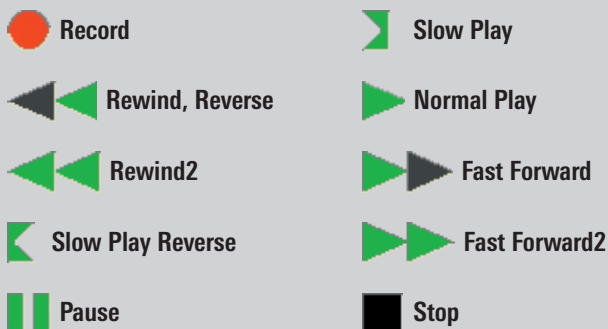 Record
Slow Play
Rewind, Reverse
Normal Play
Rewind2
Fast Forward
Slow Play Reverse
Fast Forward2
Pause
Stop